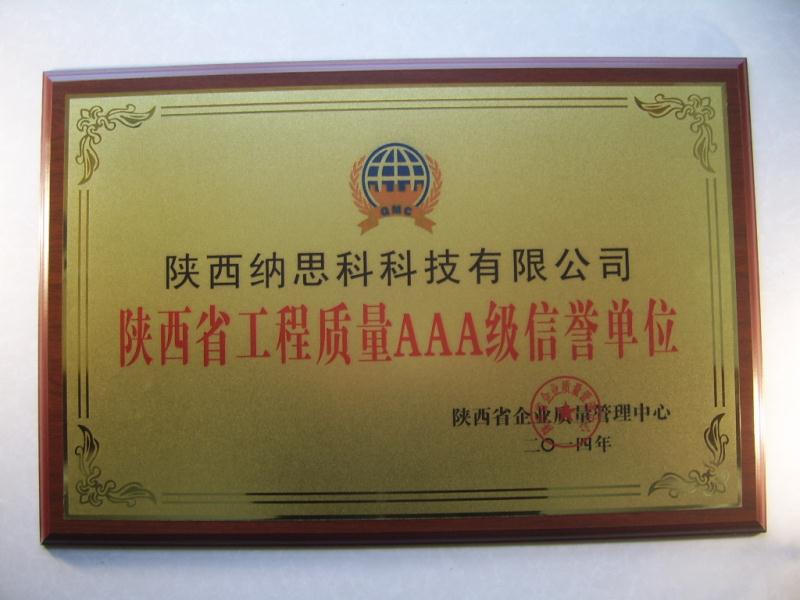 QMC
陕西纳思科科技有限公司
陕西省工程质量AAA级信誉单位
陕西省企业质量管理中心
二〇一四年